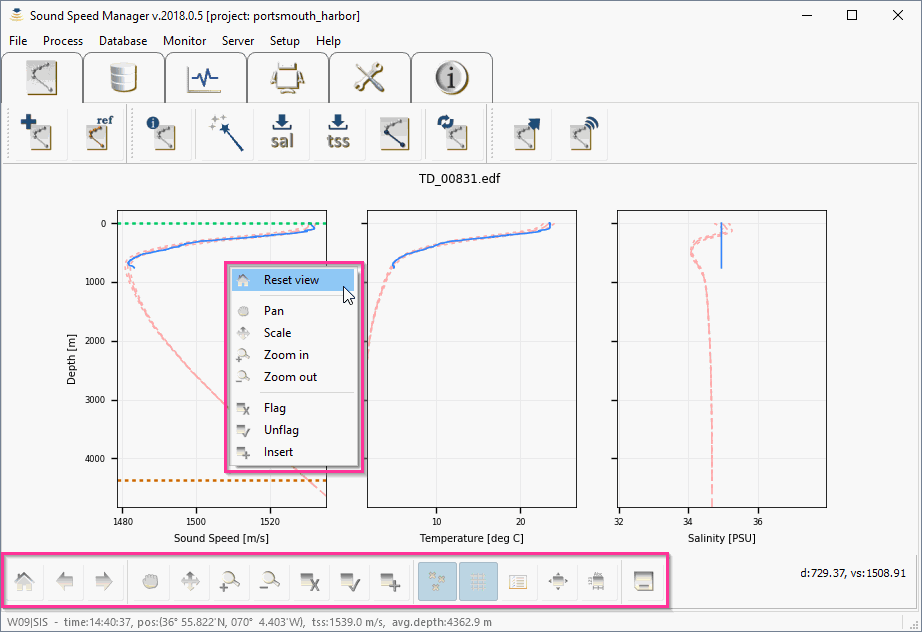 Sound Speed Manager v.2018.0.5 [project: portsmouth_harbor]
File Process Database Monitor Server Setup Help
ref
sal tss
TD_00831.edf
0
1000
2000
3000
4000
Depth [m]
1480 1500 1520
Sound Speed [m/s]
10 20
Temperature [deg C]
32 34 36
Salinity [PSU]
Reset view
Pan
Scale
Zoom in
Zoom out
Flag
Unflag
Insert
d:729.37, vs:1508.91
W09|SIS - time:14:40:37, pos:(36° 55.822'N, 070° 4.403'W), tss:1539.0 m/s, avg.depth:4362.9 m